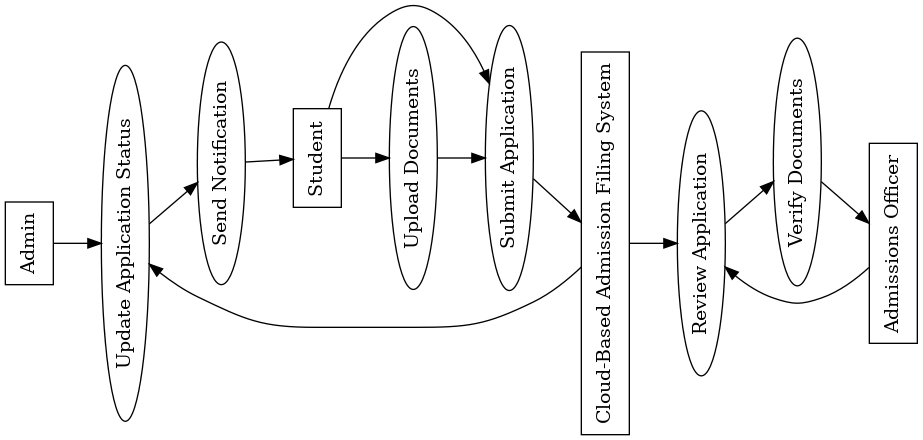 Admin
Update Application Status
Send Notification
Student
Upload Documents
Submit Application
Cloud-Based Admission Filing System
Review Application
Verify Documents
Admissions Officer